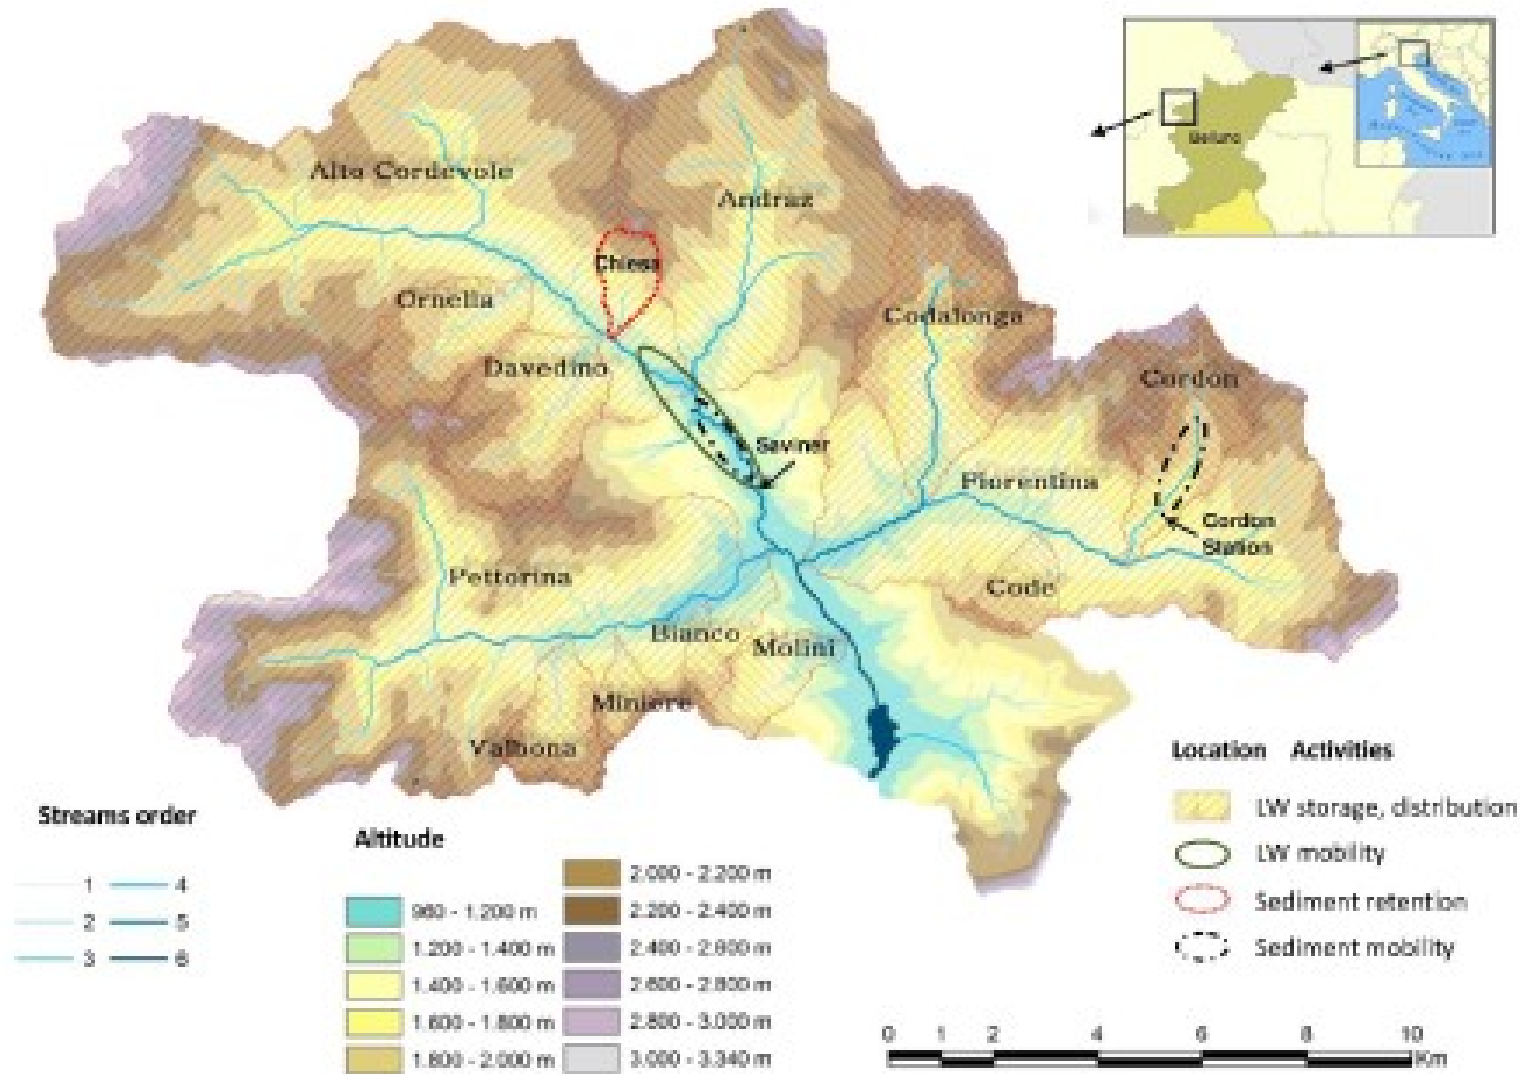 Alto Cordevole
Andraz
Chiesa
Ornella
Codalonga
Davedino
Cordon
Saviner
Fiorentina
Cordon
Station
Pettorina
Code
Bianco
Molini
Miniere
Valbona
Belluno
Streams order
1
4
2
5
3
6
Altitude
960 - 1.200 m
1.200 - 1.400 m
1.400 - 1.600 m
1.600 - 1.800 m
1.800 - 2.000 m
2.000 - 2.200 m
2.200 - 2.400 m
2.400 - 2.600 m
2.600 - 2.800 m
2.800 - 3.000 m
3.000 - 3.340 m
Location Activities
LW storage, distribution
LW mobility
Sediment retention
Sediment mobility
0 1 2 4 6 8 10
Km